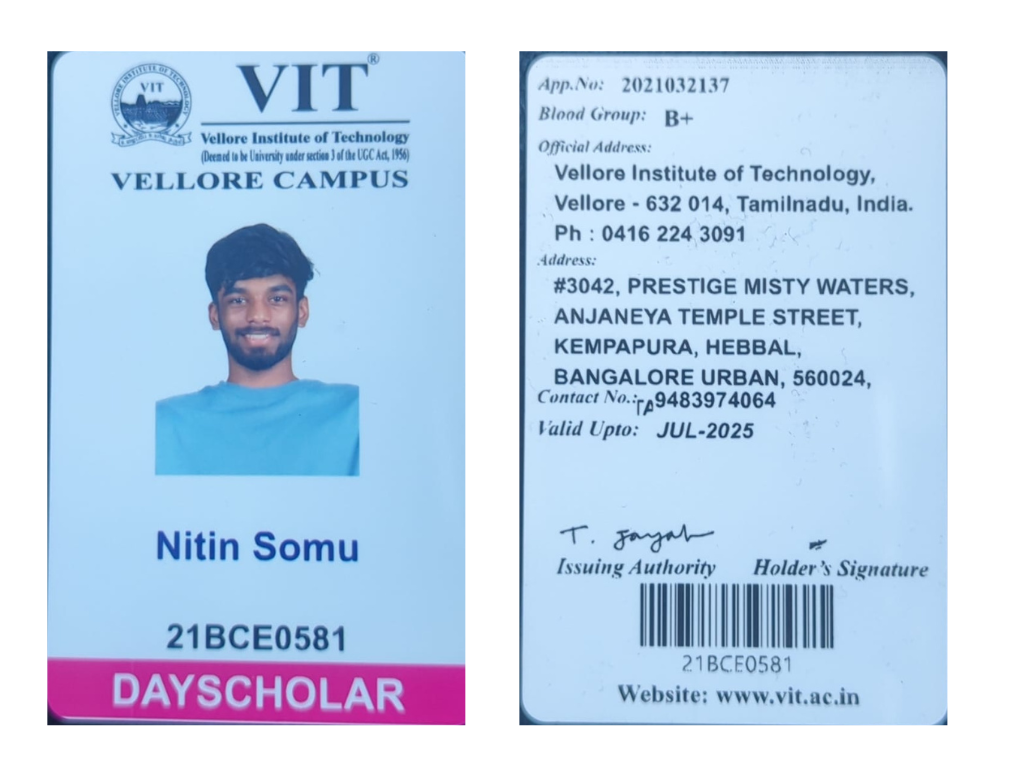 VELLORE INSTITUTE OF TECHNOLOGY
VIT
VIT®
Vellore Institute of Technology
(Deemed to be University under section 3 of the UGC Act, 1956)
VELLORE CAMPUS
Nitin Somu
21BCE0581
DAYSCHOLAR
App.No: 2021032137
Blood Group: B+
Official Address:
Vellore Institute of Technology,
Vellore - 632 014, Tamilnadu, India.
Ph : 0416 224 3091
Address:
#3042, PRESTIGE MISTY WATERS,
ANJANEYA TEMPLE STREET,
KEMPAPURA, HEBBAL,
BANGALORE URBAN, 560024,
Contact No.: 9483974064
Valid Upto: JUL-2025
Issuing Authority Holder's Signature
21BCE0581
Website: www.vit.ac.in